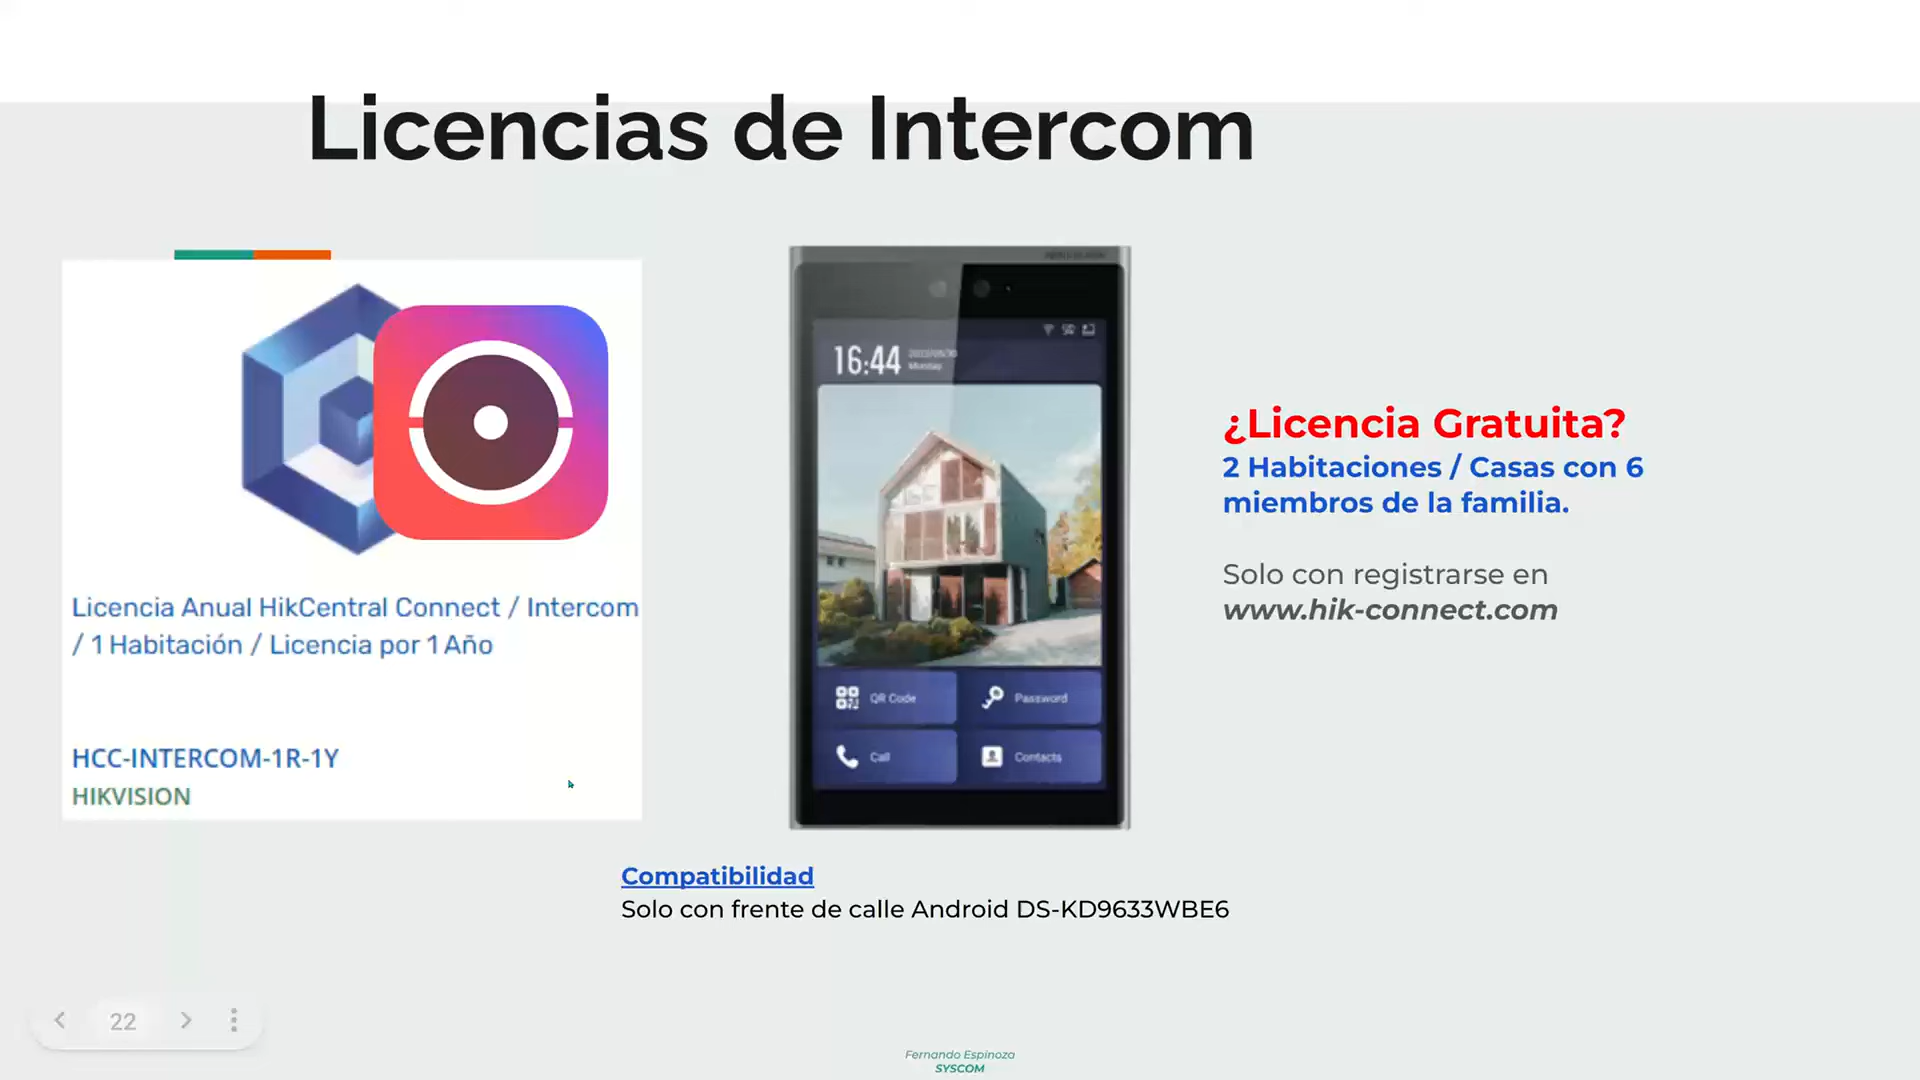 Licencias de Intercom
16:44
Monday
QR Code
Password
Call
Contacts
Licencia Anual HikCentral Connect / Intercom
/ 1 Habitación / Licencia por 1 Año
HCC-INTERCOM-1R-1Y
HIKVISION
¿Licencia Gratuita?
2 Habitaciones / Casas con 6
miembros de la familia.
Solo con registrarse en
www.hik-connect.com
Compatibilidad
Solo con frente de calle Android DS-KD9633WBE6
22
Fernando Espinoza
SYSCOM